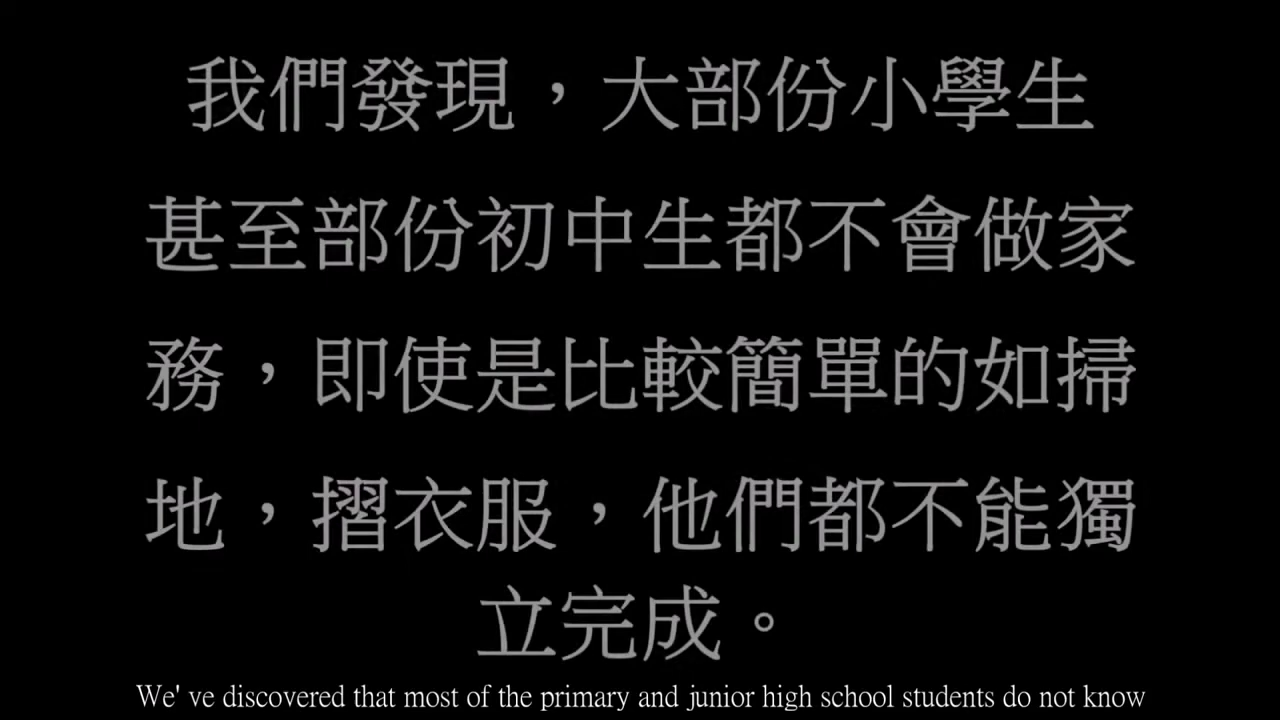 我們發現，大部份小學生
甚至部份初中生都不會做家
務，即使是比較簡單的如掃
地，摺衣服，他們都不能獨
立完成。
We' ve discovered that most of the primary and junior high school students do not know